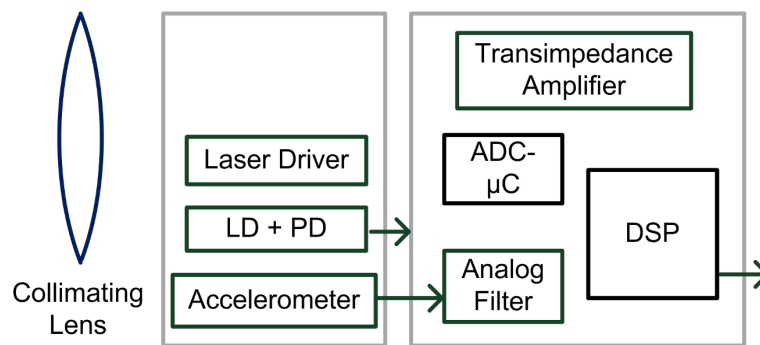 Collimating
Lens
Laser Driver
LD + PD
Accelerometer
Transimpedance
Amplifier
ADC-
µC
Analog
Filter
DSP